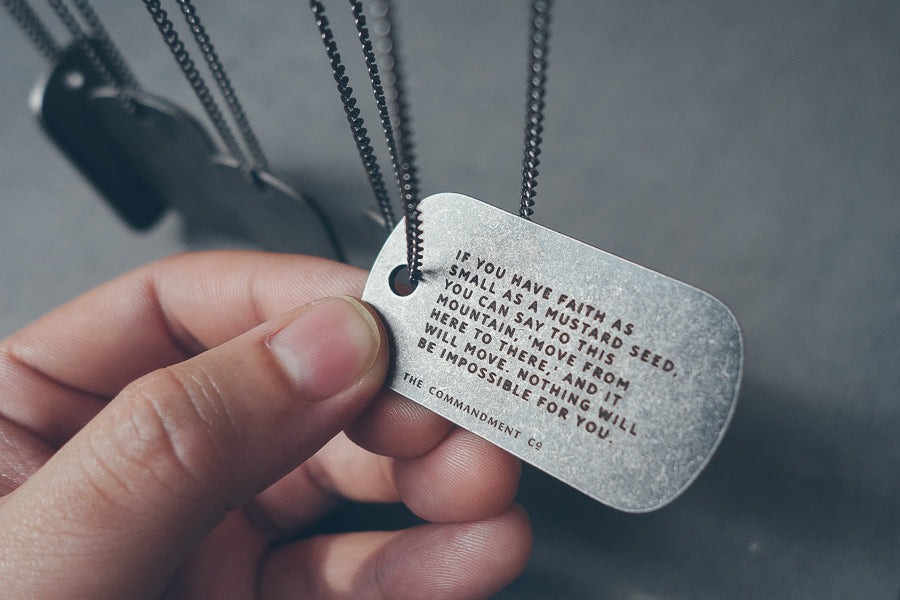 IF YOU HAVE FAITH AS
SMALL AS A MUSTARD SEED,
YOU CAN SAY TO THIS
MOUNTAIN, 'MOVE FROM
HERE TO THERE,' AND IT
WILL MOVE. NOTHING WILL
BE IMPOSSIBLE FOR YOU.
THE COMMANDMENT Cº